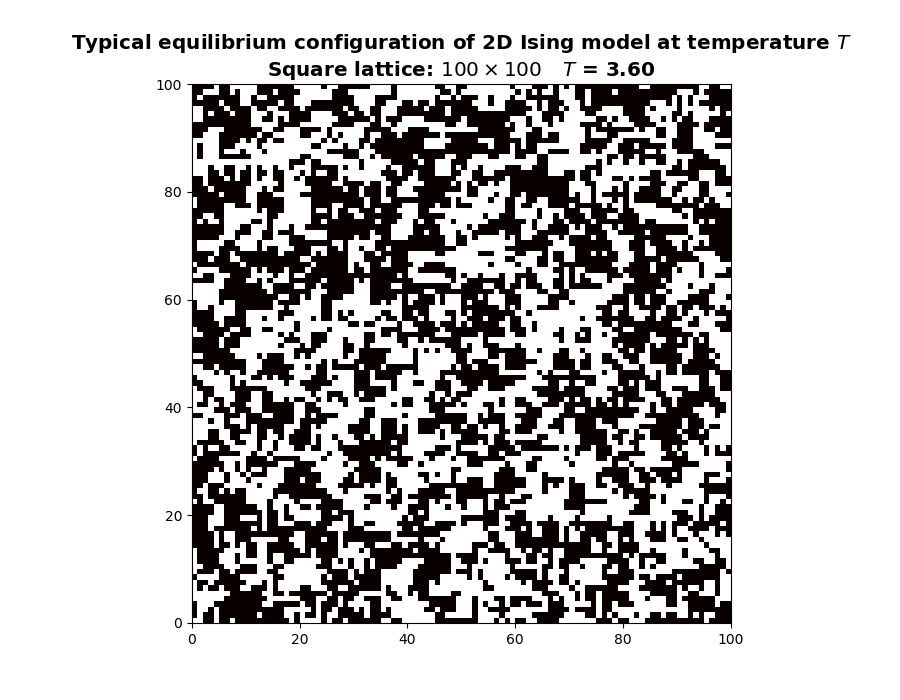 Typical equilibrium configuration of 2D Ising model at temperature T
Square lattice: 100 × 100 T = 3.60
100
80
60
40
20
0
0 20 40 60 80 100